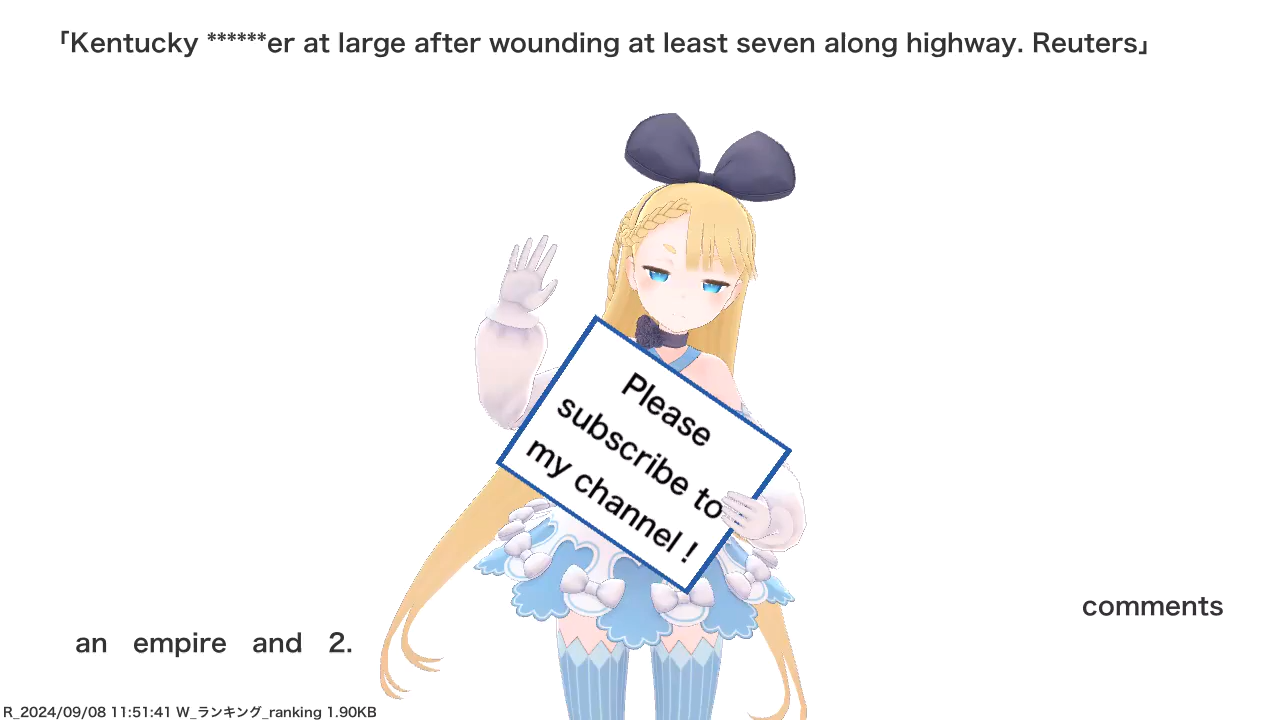 「Kentucky ******er at large after wounding at least seven along highway. Reuters」
Please
subscribe to
my channel !
comments
an empire and 2.
R_2024/09/08 11:51:41 W_ランキング_ranking 1.90KB